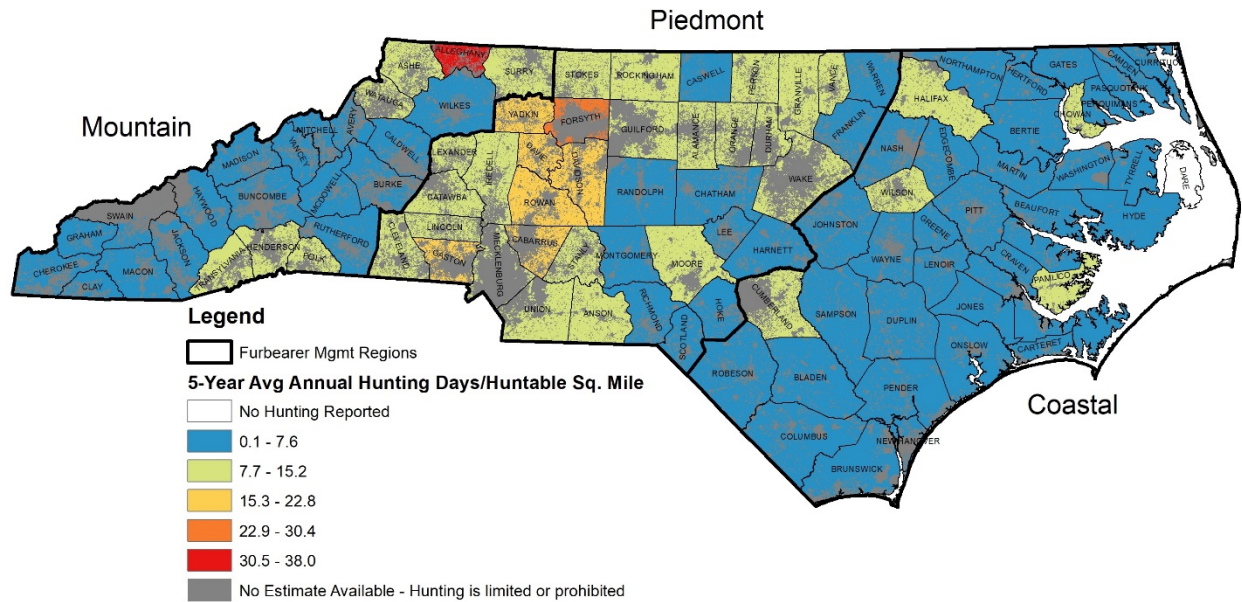 Piedmont
Mountain
Coastal
ALLEGHANY
ASHE
SURRY
STOKES
ROCKINGHAM
CASWELL
PERSON
GRANVILLE
VANCE
WARREN
NORTHAMPTON
HERTFORD
GATES
CAMDEN
CURRITUCK
PASQUOTANK
PERQUIMANS
CHOWAN
HALIFAX
BERTIE
WATAUGA
WILKES
YADKIN
FORSYTH
GUILFORD
ALAMANCE
ORANGE
DURHAM
FRANKLIN
NASH
EDGECOMBE
MARTIN
WASHINGTON
TYRRELL
DARE
MITCHELL
AVERY
YANCEY
CALDWELL
ALEXANDER
IREDELL
DAVIE
DAVIDSON
RANDOLPH
CHATHAM
WAKE
WILSON
MADISON
HAYWOOD
BUNCOMBE
MCDOWELL
BURKE
CATAWBA
ROWAN
JOHNSTON
GREENE
PITT
BEAUFORT
HYDE
SWAIN
GRAHAM
JACKSON
RUTHERFORD
LINCOLN
CABARRUS
MONTGOMERY
LEE
HARNETT
WAYNE
LENOIR
CRAVEN
PAMLICO
CHEROKEE
CLAY
MACON
TRANSYLVANIA
HENDERSON
POLK
CLEVELAND
GASTON
MECKLENBURG
STANLY
MOORE
CUMBERLAND
SAMPSON
DUPLIN
JONES
CARTERET
UNION
ANSON
RICHMOND
SCOTLAND
HOKE
ROBESON
BLADEN
PENDER
ONSLOW
COLUMBUS
NEW HANOVER
BRUNSWICK
Legend
Furbearer Mgmt Regions
5-Year Avg Annual Hunting Days/Huntable Sq. Mile
No Hunting Reported
0.1 - 7.6
7.7 - 15.2
15.3 - 22.8
22.9 - 30.4
30.5 - 38.0
No Estimate Available - Hunting is limited or prohibited